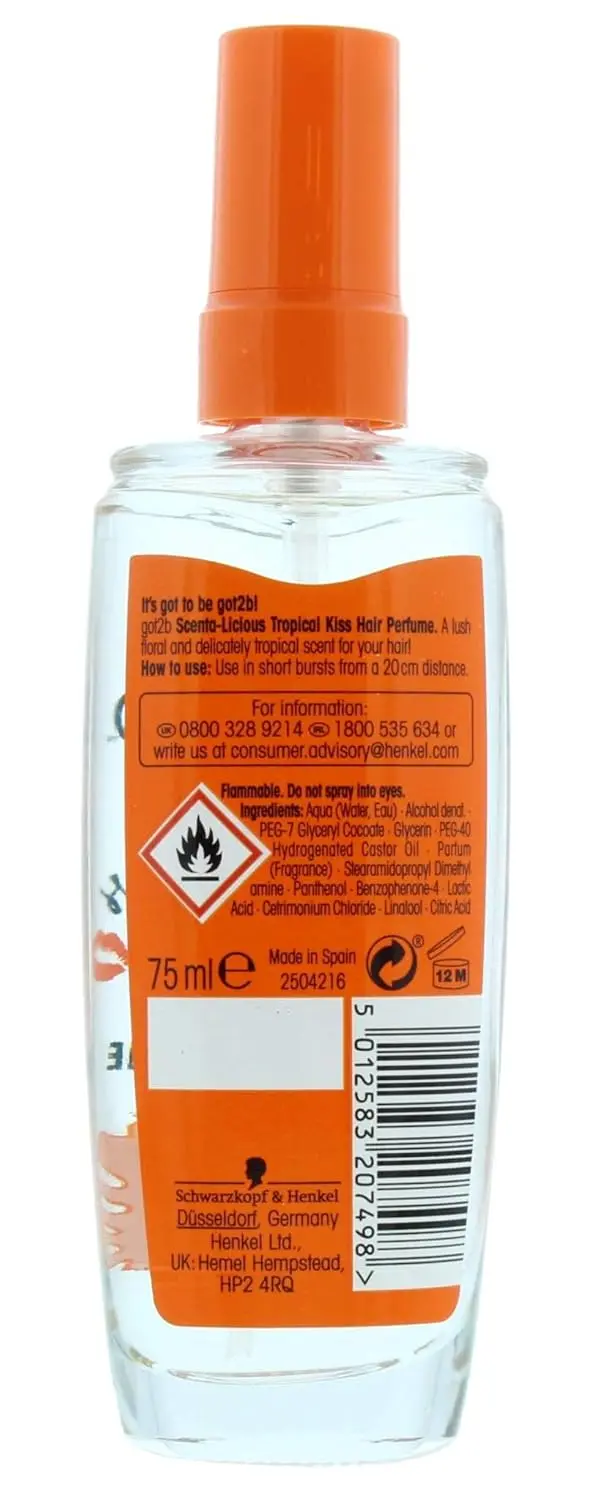 It's got to be got2b!
got2b Scenta-Licious Tropical Kiss Hair Perfume. A lush
floral and delicately tropical scent for your hair!
How to use: Use in short bursts from a 20cm distance.
For information:
UK 0800 328 9214 IRL 1800 535 634 or
write us at consumer.advisory@henkel.com
Flammable. Do not spray into eyes.
Ingredients: Aqua (Water, Eau) · Alcohol denat. ·
PEG-7 Glyceryl Cocoate · Glycerin · PEG-40
Hydrogenated Castor Oil · Parfum
(Fragrance) · Stearamidopropyl Dimethyl
amine · Panthenol · Benzophenone-4 · Lactic
Acid · Cetrimonium Chloride · Linalool · Citric Acid
75 ml e
Made in Spain
2504216
®
12 M
5 012583 207498 >
Schwarzkopf & Henkel
Düsseldorf, Germany
Henkel Ltd.,
UK: Hemel Hempstead,
HP2 4RQ